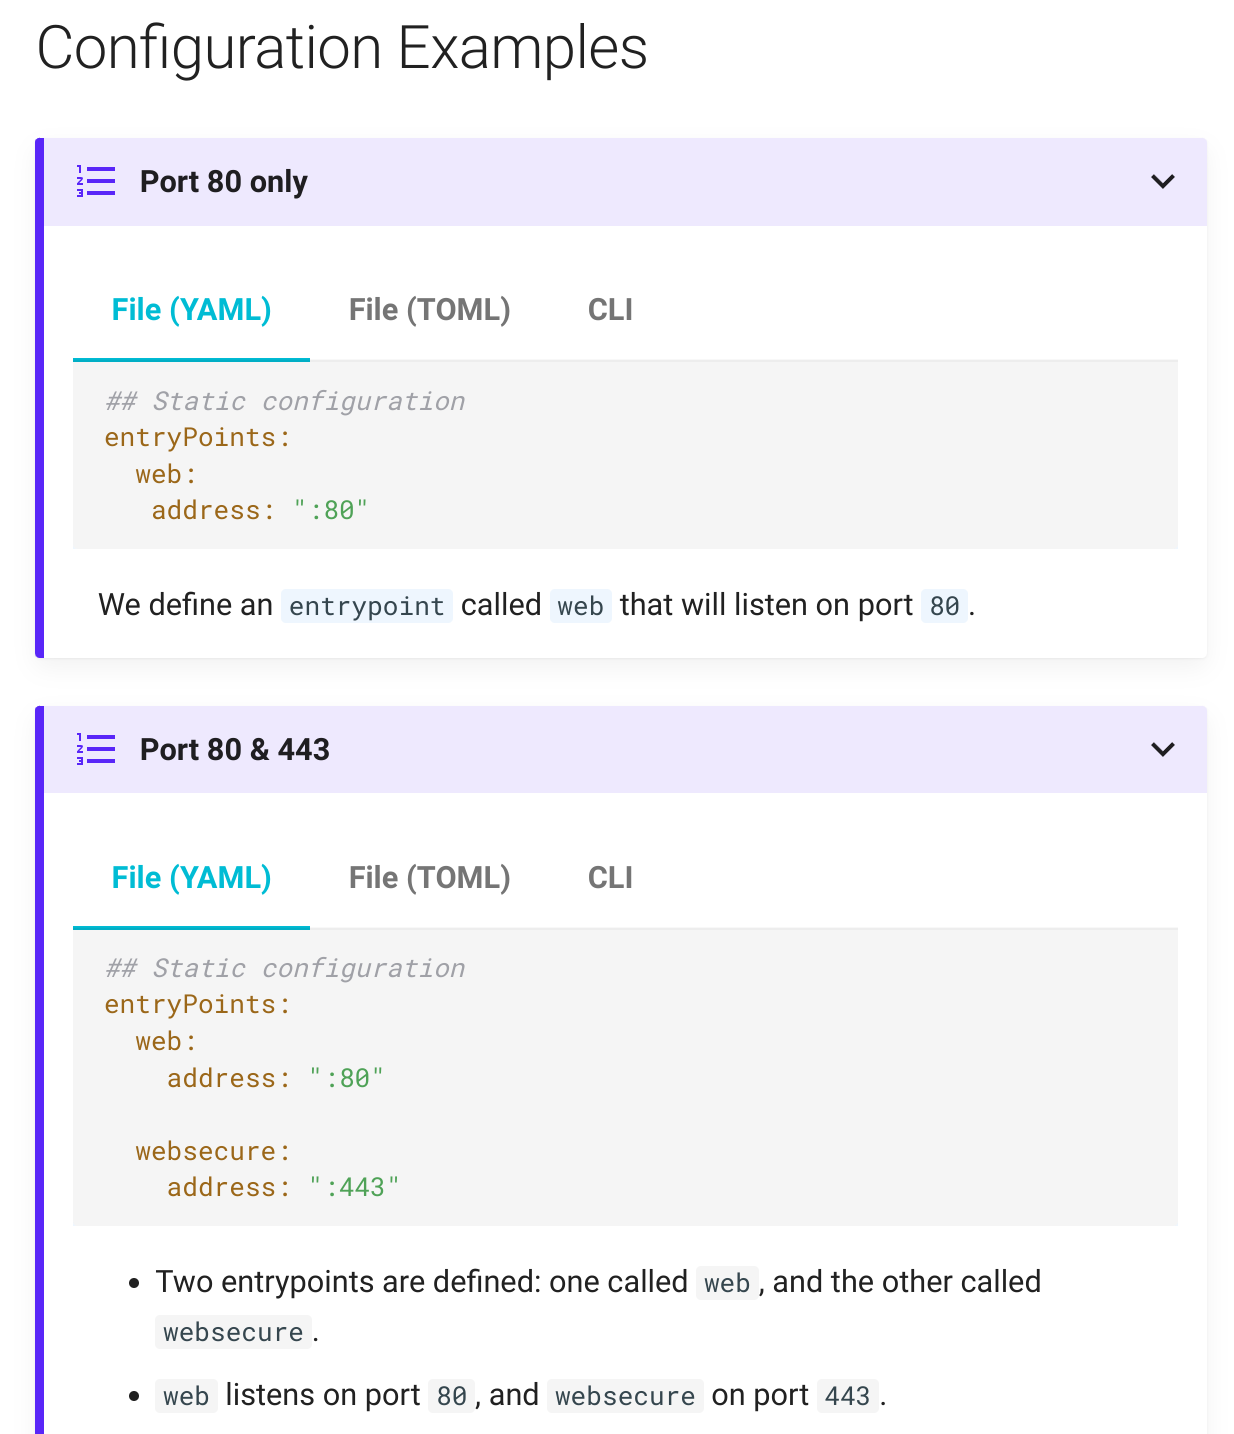 Configuration Examples
Port 80 only
File (YAML) File (TOML) CLI
## Static configuration
entryPoints:
  web:
   address: ":80"
We define an entrypoint called web that will listen on port 80.
Port 80 & 443
File (YAML) File (TOML) CLI
## Static configuration
entryPoints:
  web:
    address: ":80"

  websecure:
    address: ":443"
• Two entrypoints are defined: one called web, and the other called
websecure.
• web listens on port 80, and websecure on port 443.